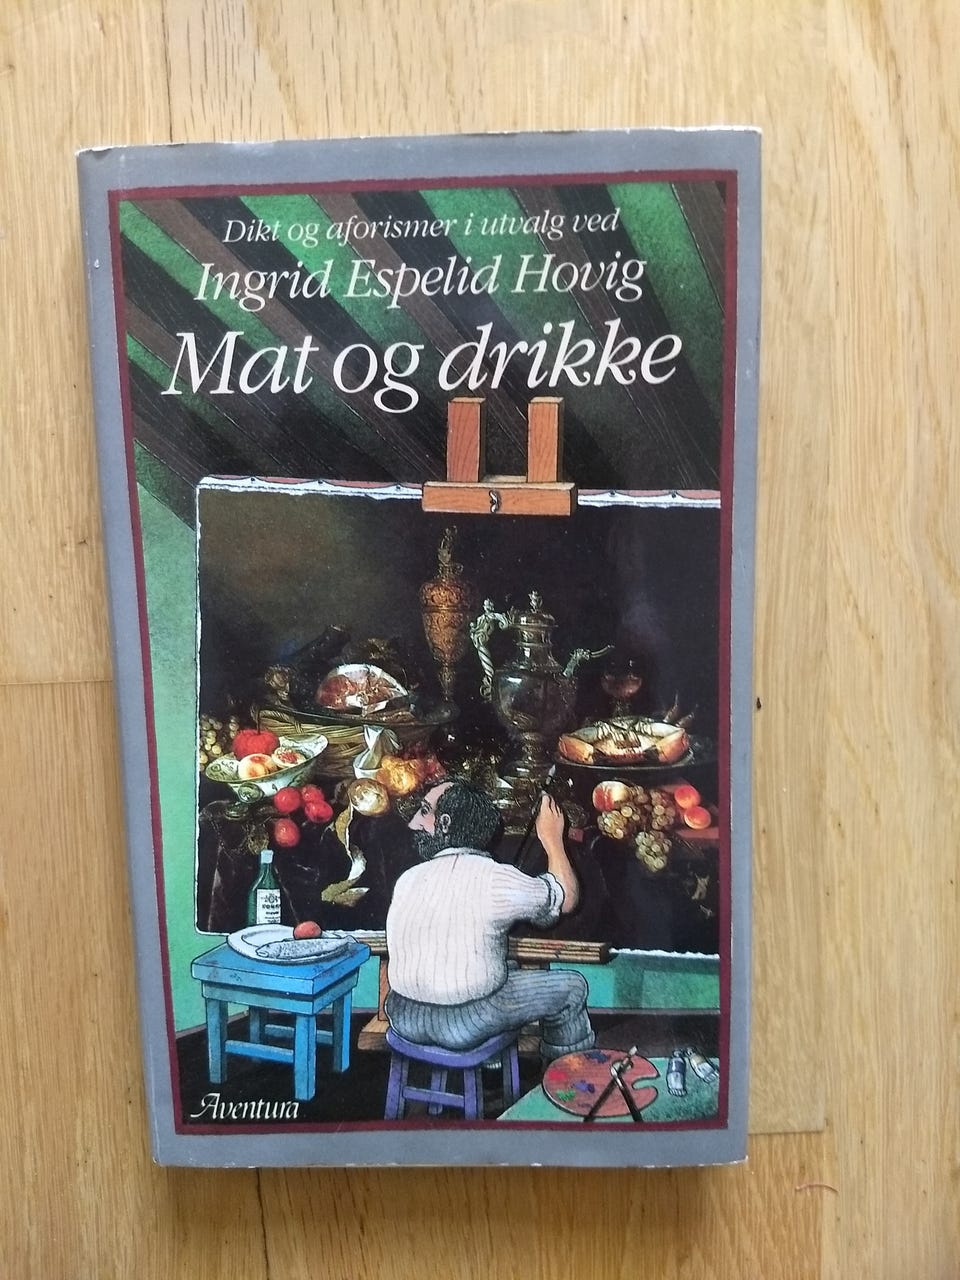 Dikt og aforismer i utvalg ved
Ingrid Espelid Hovig
Mat og drikke
Aventura